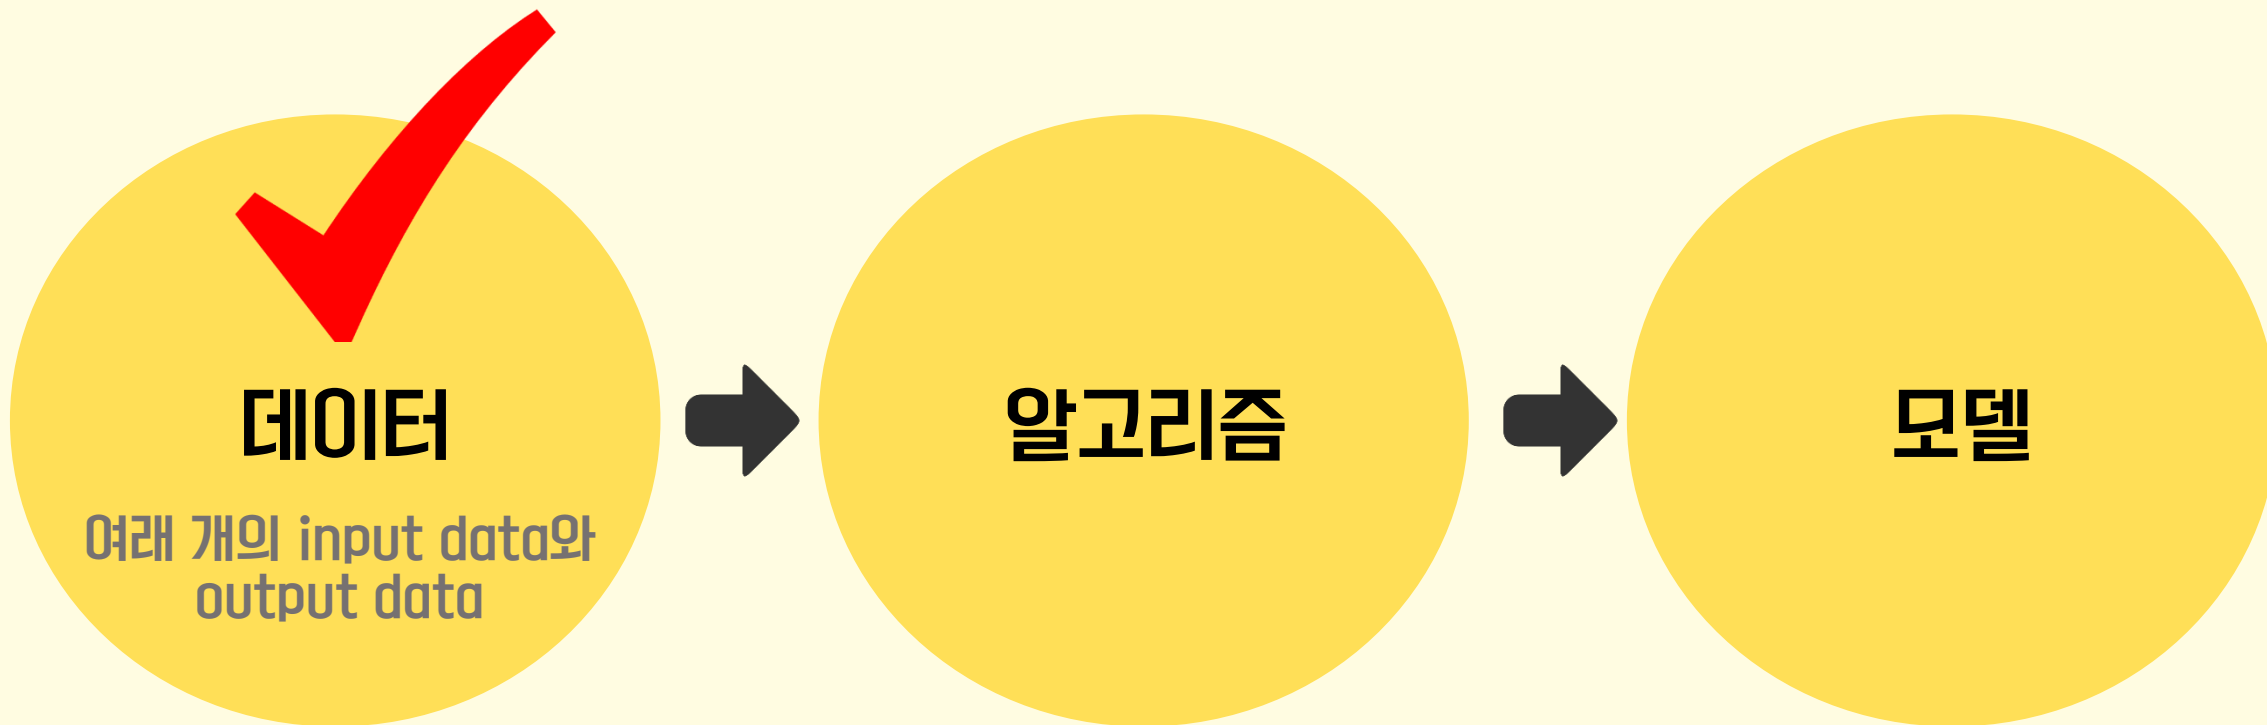 데이터
여래 개의 input data와
output data
알고리즘
모델